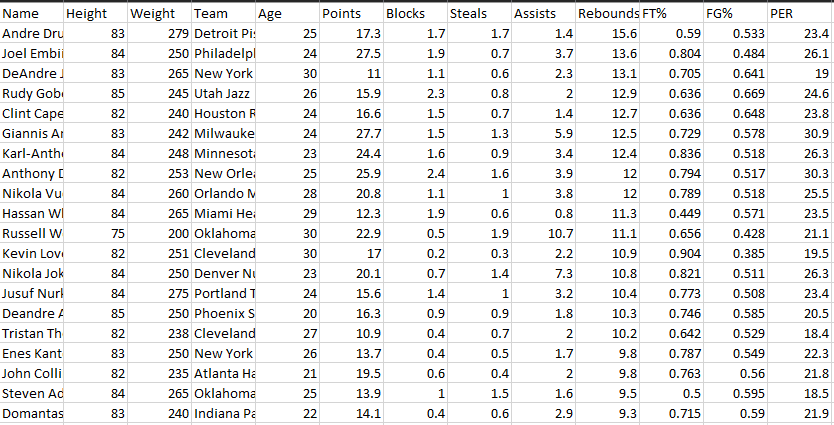 Name Height Weight Team Age Points Blocks Steals Assists Rebounds FT% FG% PER
Andre Dru 83 279 Detroit Pis 25 17.3 1.7 1.7 1.4 15.6 0.59 0.533 23.4
Joel Embii 84 250 Philadelph 24 27.5 1.9 0.7 3.7 13.6 0.804 0.484 26.1
DeAndre J 83 265 New York 30 11 1.1 0.6 2.3 13.1 0.705 0.641 19
Rudy Gobe 85 245 Utah Jazz 26 15.9 2.3 0.8 2 12.9 0.636 0.669 24.6
Clint Cape 82 240 Houston R 24 16.6 1.5 0.7 1.4 12.7 0.636 0.648 23.8
Giannis An 83 242 Milwauke 24 27.7 1.5 1.3 5.9 12.5 0.729 0.578 30.9
Karl-Antho 84 248 Minnesota 23 24.4 1.6 0.9 3.4 12.4 0.836 0.518 26.3
Anthony D 82 253 New Orlea 25 25.9 2.4 1.6 3.9 12 0.794 0.517 30.3
Nikola Vu 84 260 Orlando M 28 20.8 1.1 1 3.8 12 0.789 0.518 25.5
Hassan Wh 84 265 Miami Hea 29 12.3 1.9 0.6 0.8 11.3 0.449 0.571 23.5
Russell W 75 200 Oklahoma 30 22.9 0.5 1.9 10.7 11.1 0.656 0.428 21.1
Kevin Lov 82 251 Cleveland 30 17 0.2 0.3 2.2 10.9 0.904 0.385 19.5
Nikola Jok 84 250 Denver Nu 23 20.1 0.7 1.4 7.3 10.8 0.821 0.511 26.3
Jusuf Nurk 84 275 Portland T 24 15.6 1.4 1 3.2 10.4 0.773 0.508 23.4
Deandre A 85 250 Phoenix S 20 16.3 0.9 0.9 1.8 10.3 0.746 0.585 20.5
Tristan Th 82 238 Cleveland 27 10.9 0.4 0.7 2 10.2 0.642 0.529 18.4
Enes Kant 83 250 New York 26 13.7 0.4 0.5 1.7 9.8 0.787 0.549 22.3
John Colli 82 235 Atlanta Ha 21 19.5 0.6 0.4 2 9.8 0.763 0.56 21.8
Steven Ad 84 265 Oklahoma 25 13.9 1 1.5 1.6 9.5 0.5 0.595 18.5
Domantas 83 240 Indiana Pa 22 14.1 0.4 0.6 2.9 9.3 0.715 0.59 21.9